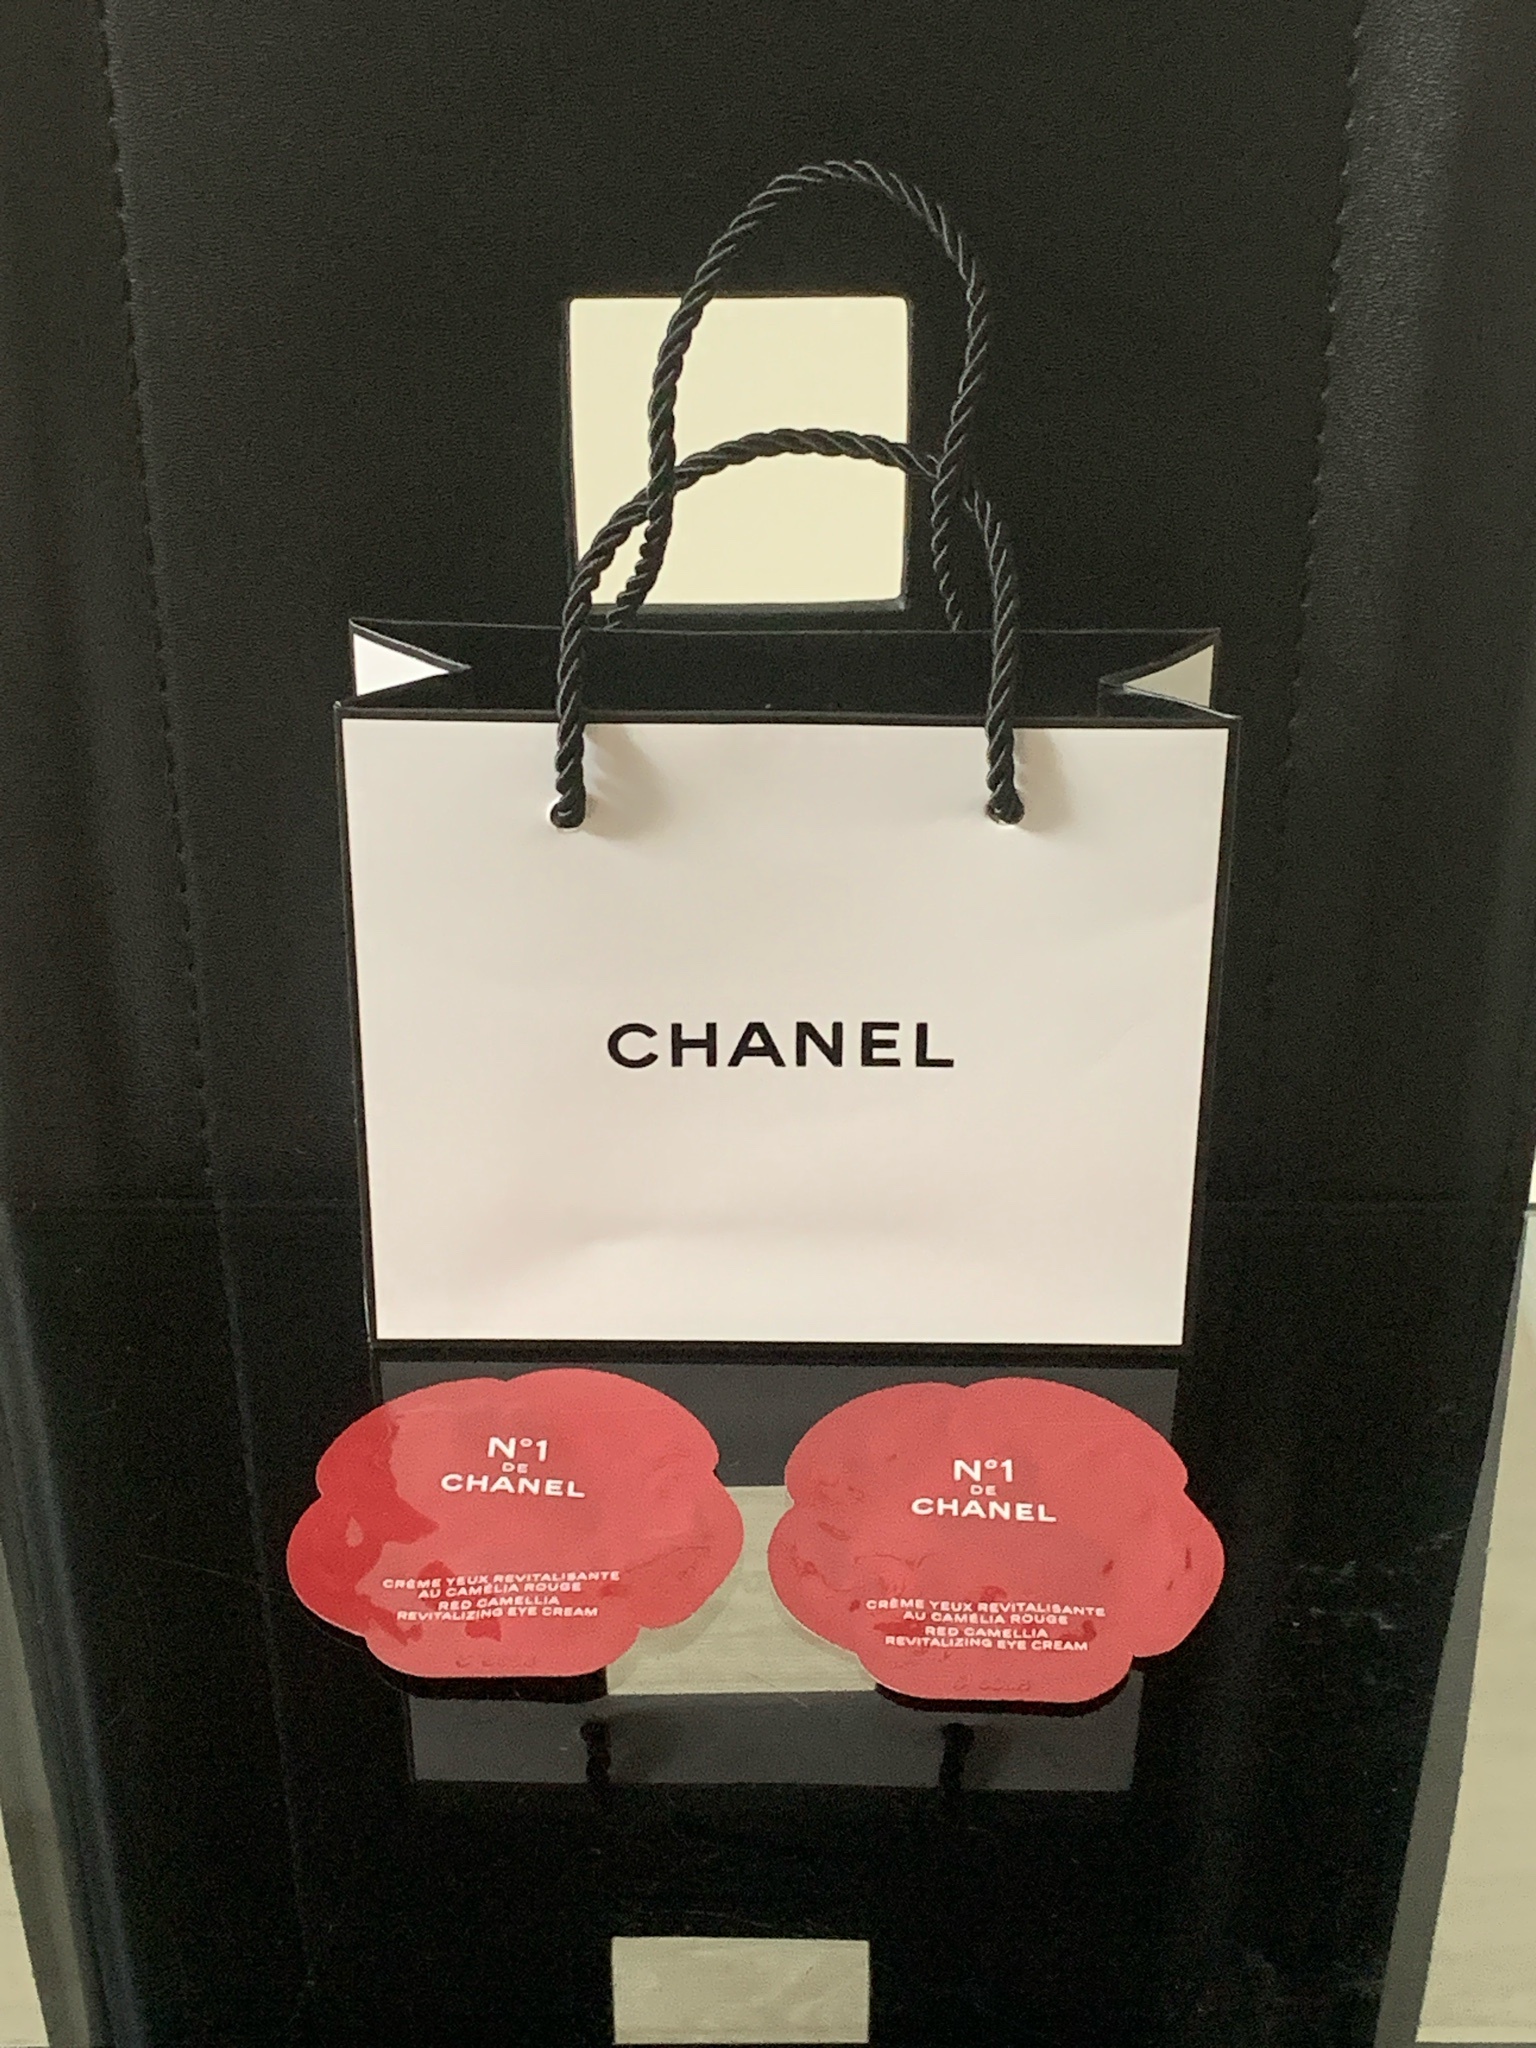 CHANEL
N°1
DE
CHANEL
CRÈME YEUX REVITALISANTE
AU CAMÉLIA ROUGE
RED CAMELLIA
REVITALIZING EYE CREAM
N°1
DE
CHANEL
CRÈME YEUX REVITALISANTE
AU CAMÉLIA ROUGE
RED CAMELLIA
REVITALIZING EYE CREAM